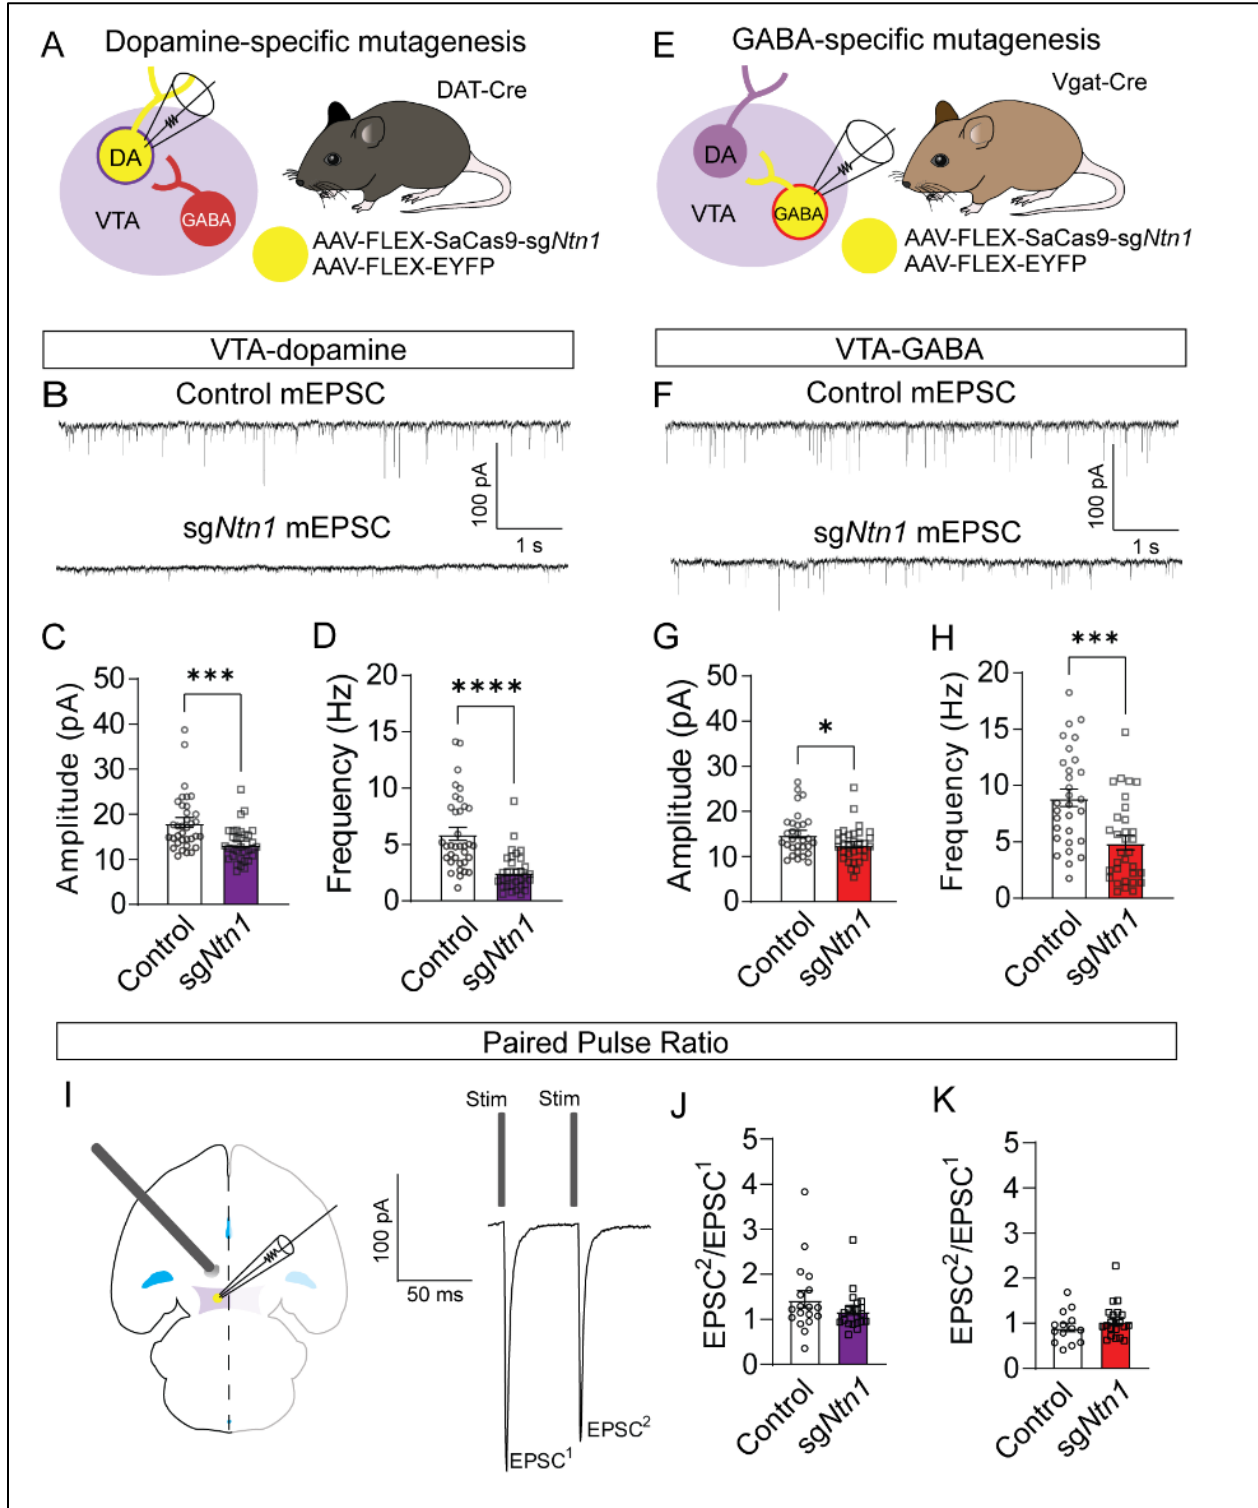 A Dopamine-specific mutagenesis
DAT-Cre
DA
VTA
GABA
AAV-FLEX-SaCas9-sgNtn1
AAV-FLEX-EYFP
E GABA-specific mutagenesis
Vgat-Cre
DA
VTA
GABA
AAV-FLEX-SaCas9-sgNtn1
AAV-FLEX-EYFP
VTA-dopamine
B Control mEPSC
100 pA
1 s
sgNtn1 mEPSC
VTA-GABA
F Control mEPSC
100 pA
1 s
sgNtn1 mEPSC
C
Amplitude (pA)
50
40
30
20
10
0
***
Control
sgNtn1
D
Frequency (Hz)
20
15
10
5
0
****
Control
sgNtn1
G
Amplitude (pA)
50
40
30
20
10
0
*
Control
sgNtn1
H
Frequency (Hz)
20
15
10
5
0
***
Control
sgNtn1
Paired Pulse Ratio
I
Stim Stim
100 pA
50 ms
EPSC¹
EPSC²
J
EPSC²/EPSC¹
5
4
3
2
1
0
Control
sgNtn1
K
EPSC²/EPSC¹
5
4
3
2
1
0
Control
sgNtn1